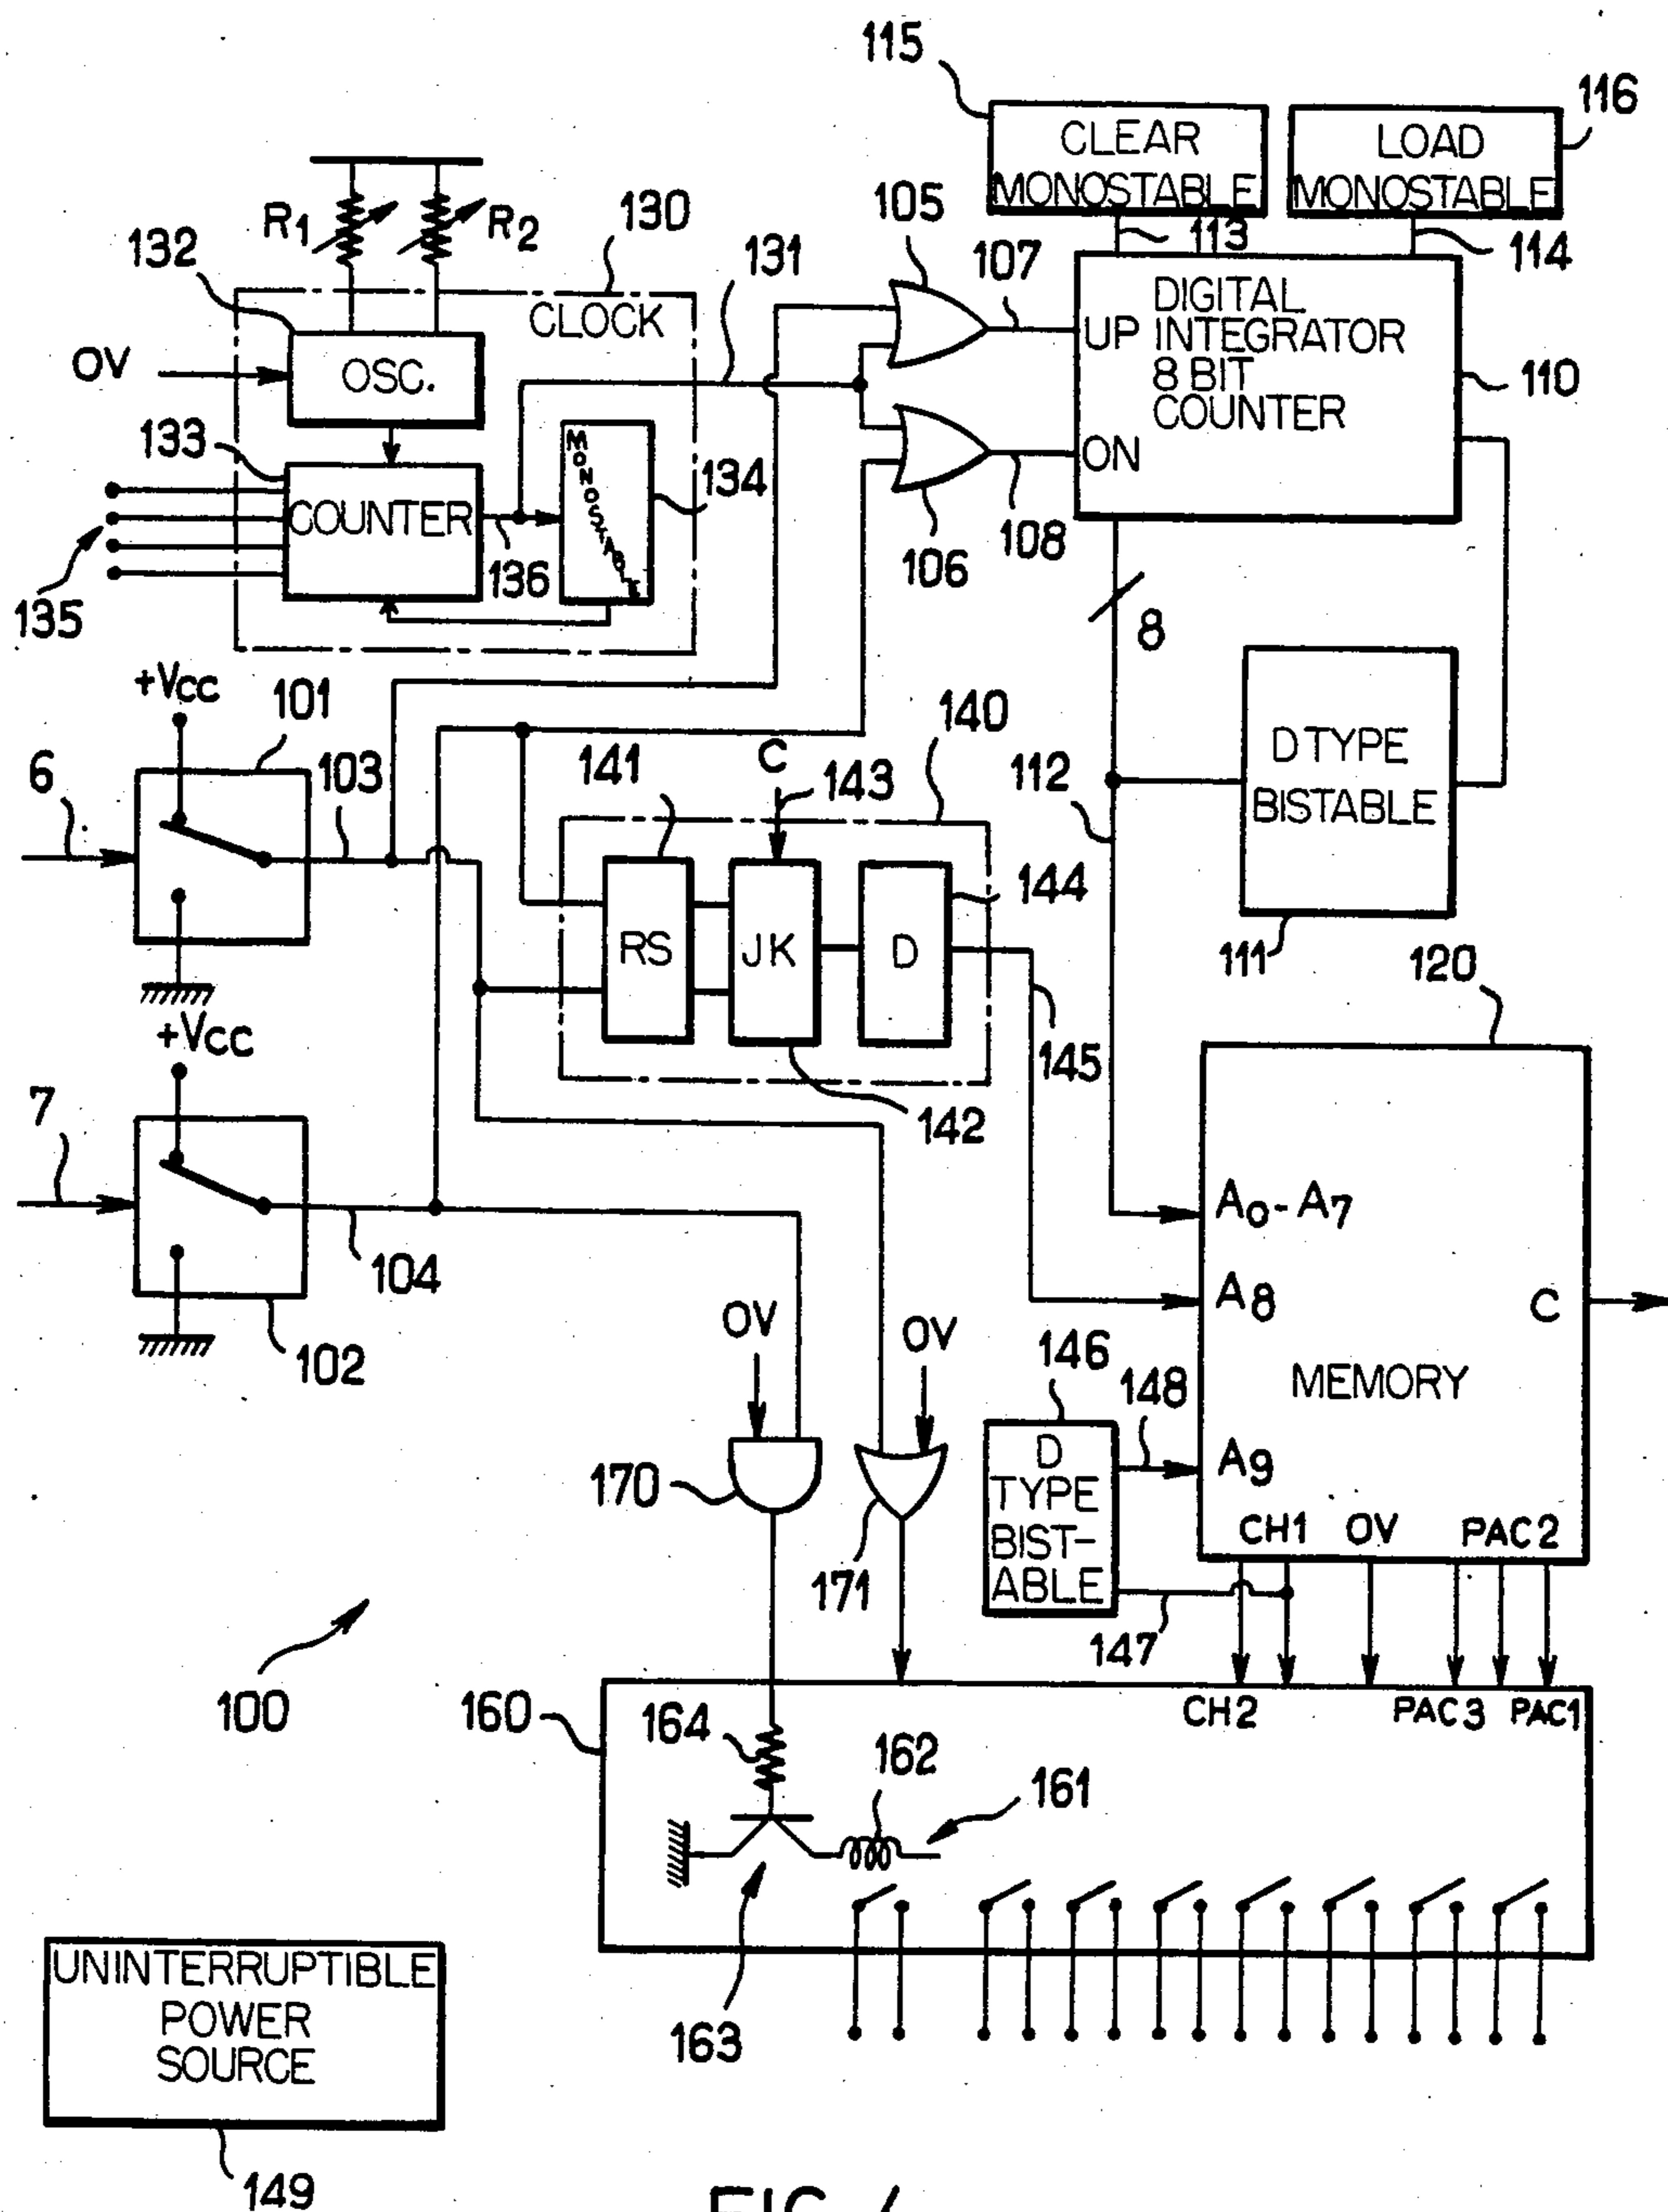 115
116
CLEAR
MONOSTABLE
LOAD
MONOSTABLE
113
114
R1
R2
130
132
105
131
107
CLOCK
OV
OSC.
UP
DIGITAL
INTEGRATOR
8 BIT
COUNTER
110
133
MONOSTABLE
134
ON
COUNTER
136
106
108
135
8
+VCC
101
140
D TYPE
BISTABLE
6
103
141
C
143
112
144
RS
JK
D
111
120
+VCC
145
7
142
A0-A7
104
A8
C
OV
OV
102
146
148
MEMORY
D
TYPE
BIST-
ABLE
A9
170
CH1
OV
PAC2
171
147
100
160
164
CH2
PAC3
PAC1
162
161
UNINTERRUPTIBLE
POWER
SOURCE
163
149